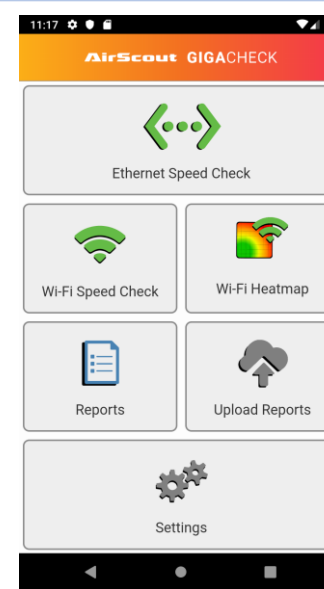 11:17
AirScout GIGACHECK
Ethernet Speed Check
Wi-Fi Speed Check
Wi-Fi Heatmap
Reports
Upload Reports
Settings